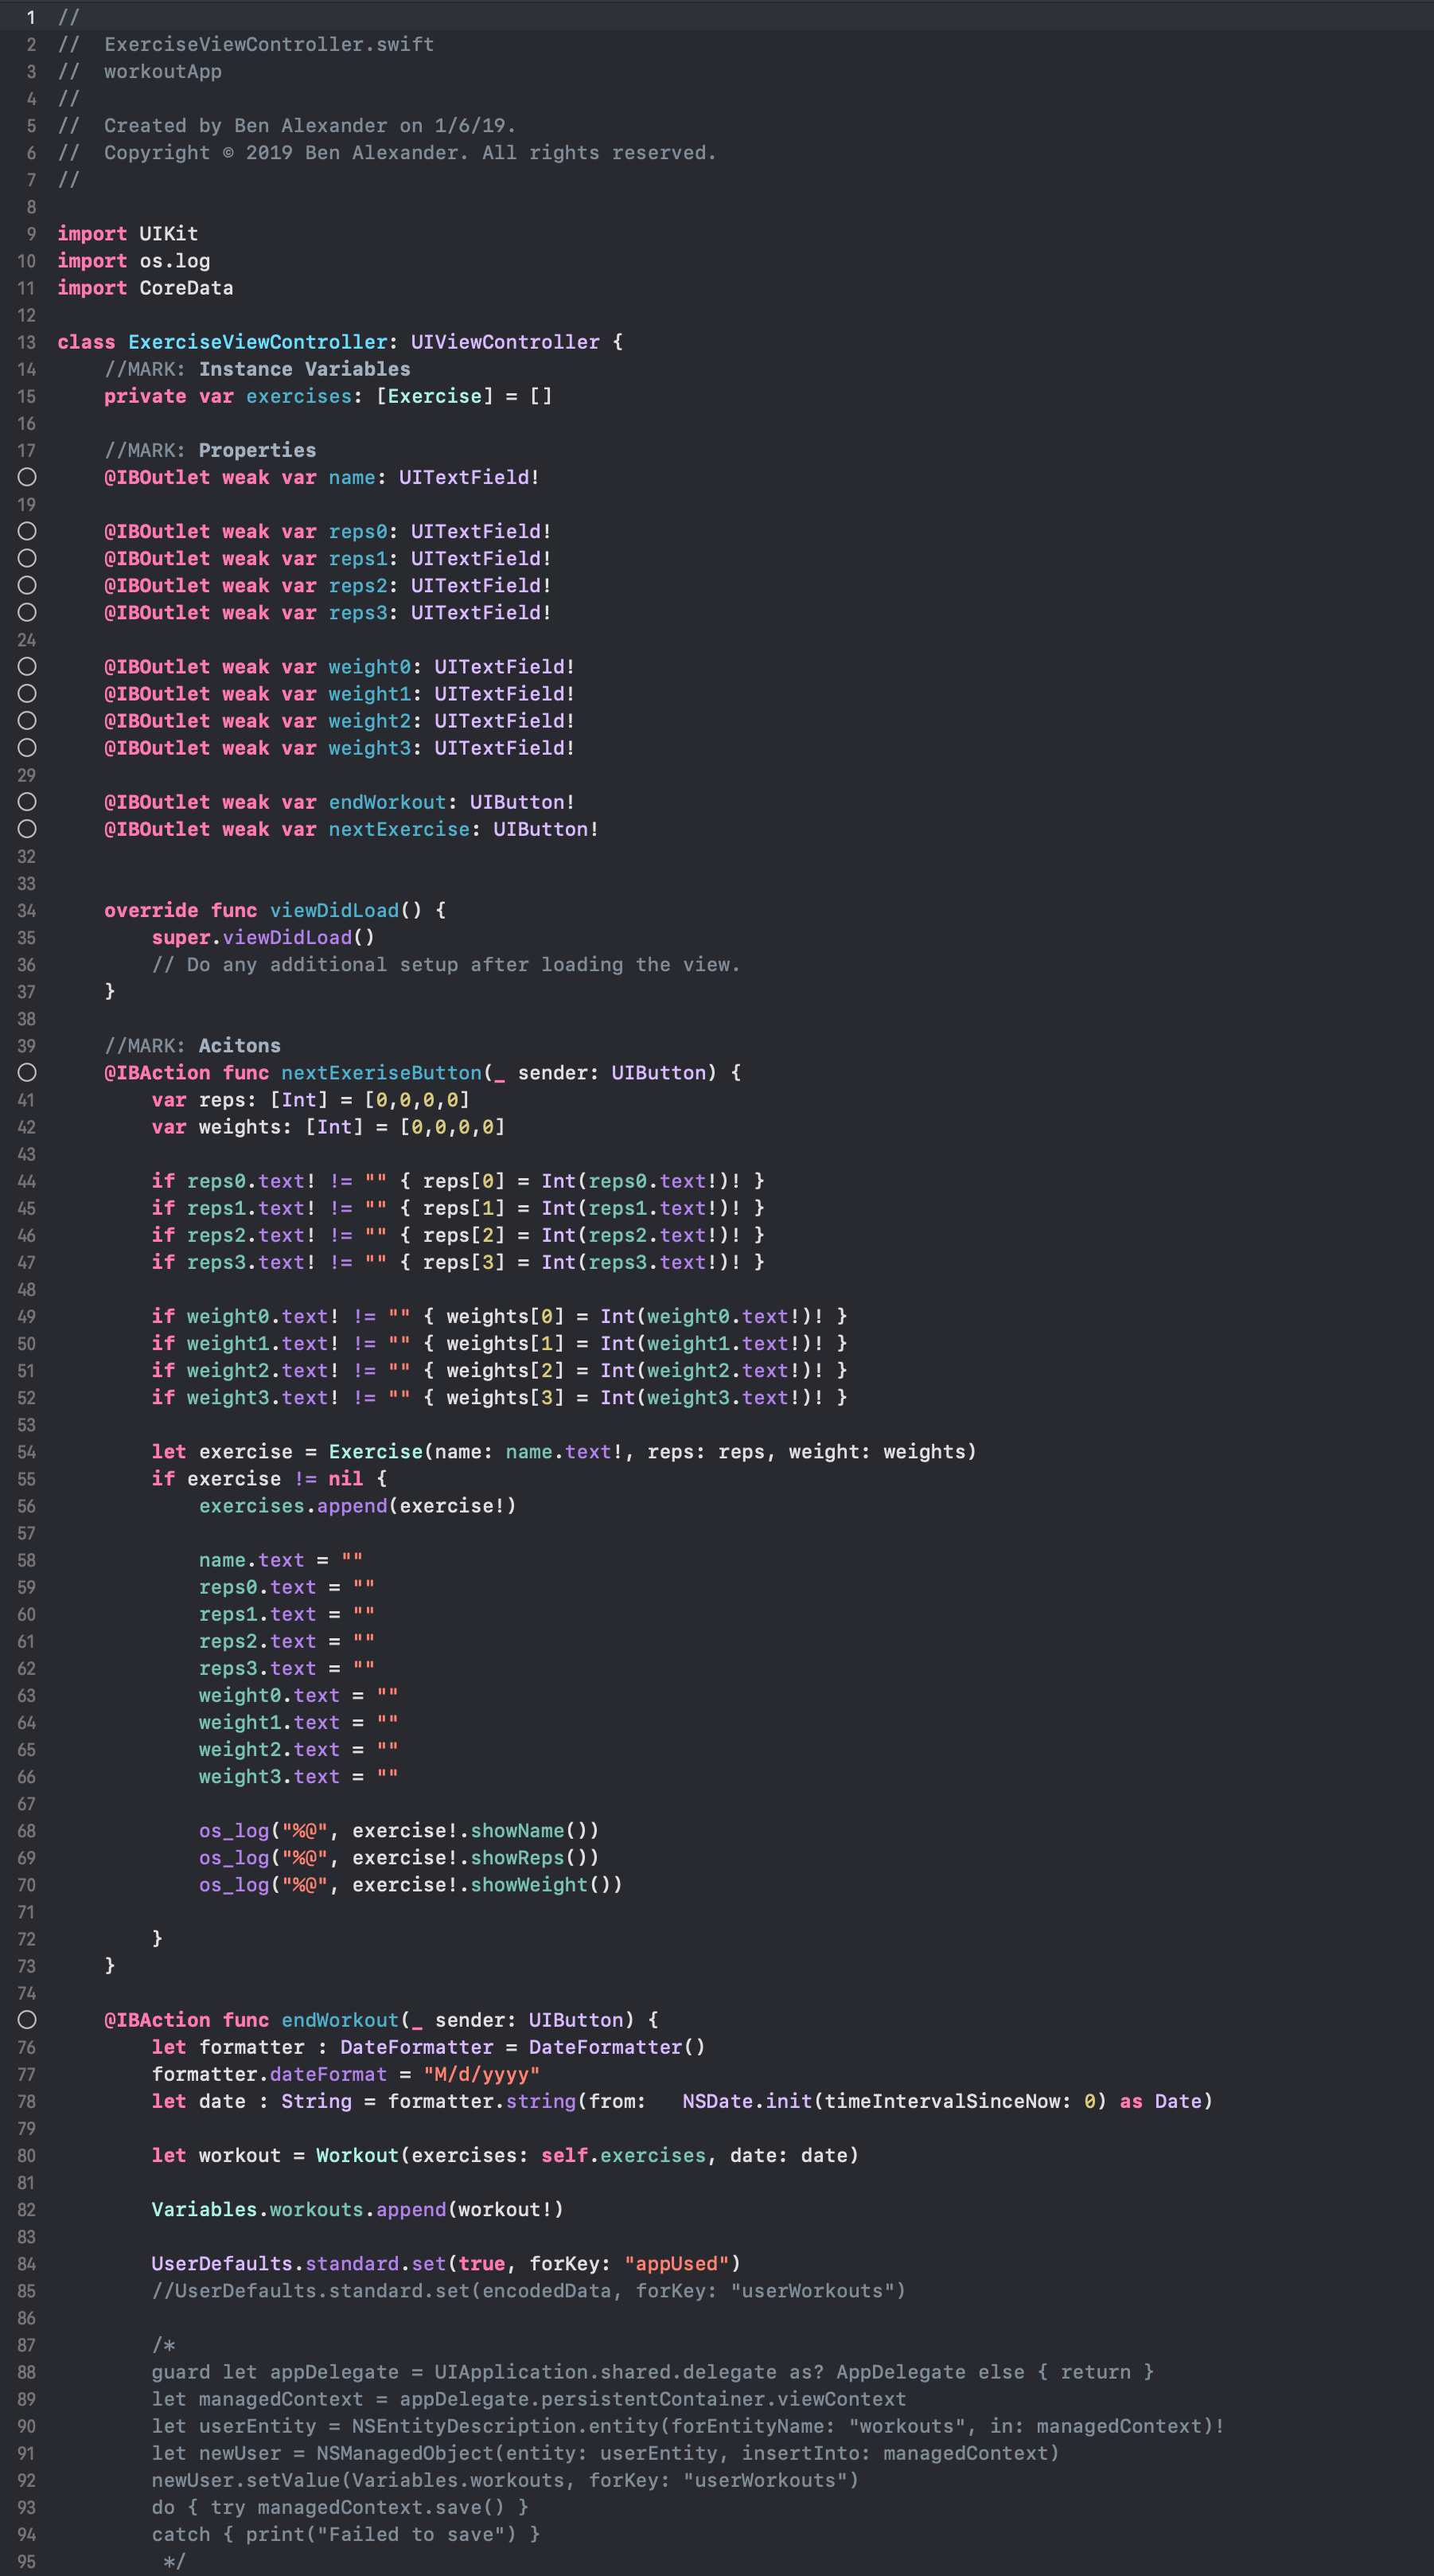 1 //
2 //  ExerciseViewController.swift
3 //  workoutApp
4 //
5 //  Created by Ben Alexander on 1/6/19.
6 //  Copyright © 2019 Ben Alexander. All rights reserved.
7 //
8
9 import UIKit
10 import os.log
11 import CoreData
12
13 class ExerciseViewController: UIViewController {
14     //MARK: Instance Variables
15     private var exercises: [Exercise] = []
16
17     //MARK: Properties
    @IBOutlet weak var name: UITextField!
19
    @IBOutlet weak var reps0: UITextField!
    @IBOutlet weak var reps1: UITextField!
    @IBOutlet weak var reps2: UITextField!
    @IBOutlet weak var reps3: UITextField!
24
    @IBOutlet weak var weight0: UITextField!
    @IBOutlet weak var weight1: UITextField!
    @IBOutlet weak var weight2: UITextField!
    @IBOutlet weak var weight3: UITextField!
29
    @IBOutlet weak var endWorkout: UIButton!
    @IBOutlet weak var nextExercise: UIButton!
32
33
34     override func viewDidLoad() {
35         super.viewDidLoad()
36         // Do any additional setup after loading the view.
37     }
38
39     //MARK: Acitons
    @IBAction func nextExeriseButton(_ sender: UIButton) {
41         var reps: [Int] = [0,0,0,0]
42         var weights: [Int] = [0,0,0,0]
43
44         if reps0.text! != "" { reps[0] = Int(reps0.text!)! }
45         if reps1.text! != "" { reps[1] = Int(reps1.text!)! }
46         if reps2.text! != "" { reps[2] = Int(reps2.text!)! }
47         if reps3.text! != "" { reps[3] = Int(reps3.text!)! }
48
49         if weight0.text! != "" { weights[0] = Int(weight0.text!)! }
50         if weight1.text! != "" { weights[1] = Int(weight1.text!)! }
51         if weight2.text! != "" { weights[2] = Int(weight2.text!)! }
52         if weight3.text! != "" { weights[3] = Int(weight3.text!)! }
53
54         let exercise = Exercise(name: name.text!, reps: reps, weight: weights)
55         if exercise != nil {
56             exercises.append(exercise!)
57
58             name.text = ""
59             reps0.text = ""
60             reps1.text = ""
61             reps2.text = ""
62             reps3.text = ""
63             weight0.text = ""
64             weight1.text = ""
65             weight2.text = ""
66             weight3.text = ""
67
68             os_log("%@", exercise!.showName())
69             os_log("%@", exercise!.showReps())
70             os_log("%@", exercise!.showWeight())
71
72         }
73     }
74
    @IBAction func endWorkout(_ sender: UIButton) {
76         let formatter : DateFormatter = DateFormatter()
77         formatter.dateFormat = "M/d/yyyy"
78         let date : String = formatter.string(from:   NSDate.init(timeIntervalSinceNow: 0) as Date)
79
80         let workout = Workout(exercises: self.exercises, date: date)
81
82         Variables.workouts.append(workout!)
83
84         UserDefaults.standard.set(true, forKey: "appUsed")
85         //UserDefaults.standard.set(encodedData, forKey: "userWorkouts")
86
87         /*
88         guard let appDelegate = UIApplication.shared.delegate as? AppDelegate else { return }
89         let managedContext = appDelegate.persistentContainer.viewContext
90         let userEntity = NSEntityDescription.entity(forEntityName: "workouts", in: managedContext)!
91         let newUser = NSManagedObject(entity: userEntity, insertInto: managedContext)
92         newUser.setValue(Variables.workouts, forKey: "userWorkouts")
93         do { try managedContext.save() }
94         catch { print("Failed to save") }
95          */